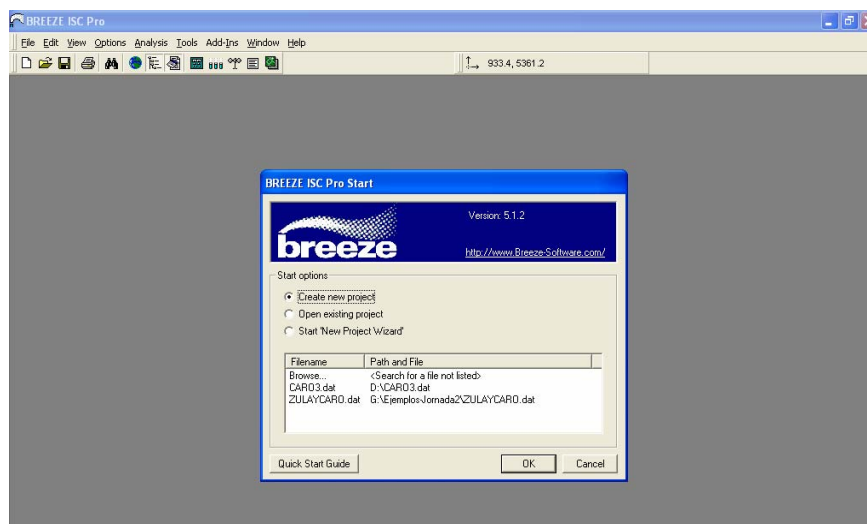 BREEZE ISC Pro
File Edit View Options Analysis Tools Add-Ins Window Help
933.4, 5361.2
BREEZE ISC Pro Start
breeze
Version: 5.1.2
http://www.Breeze-Software.com/
Start options
Create new project
Open existing project
Start 'New Project Wizard'
Filename Path and File
Browse... <Search for a file not listed>
CARO3.dat D:\CARO3.dat
ZULAYCARO.dat G:\Ejemplos-Jornada2\ZULAYCARO.dat
Quick Start Guide OK Cancel